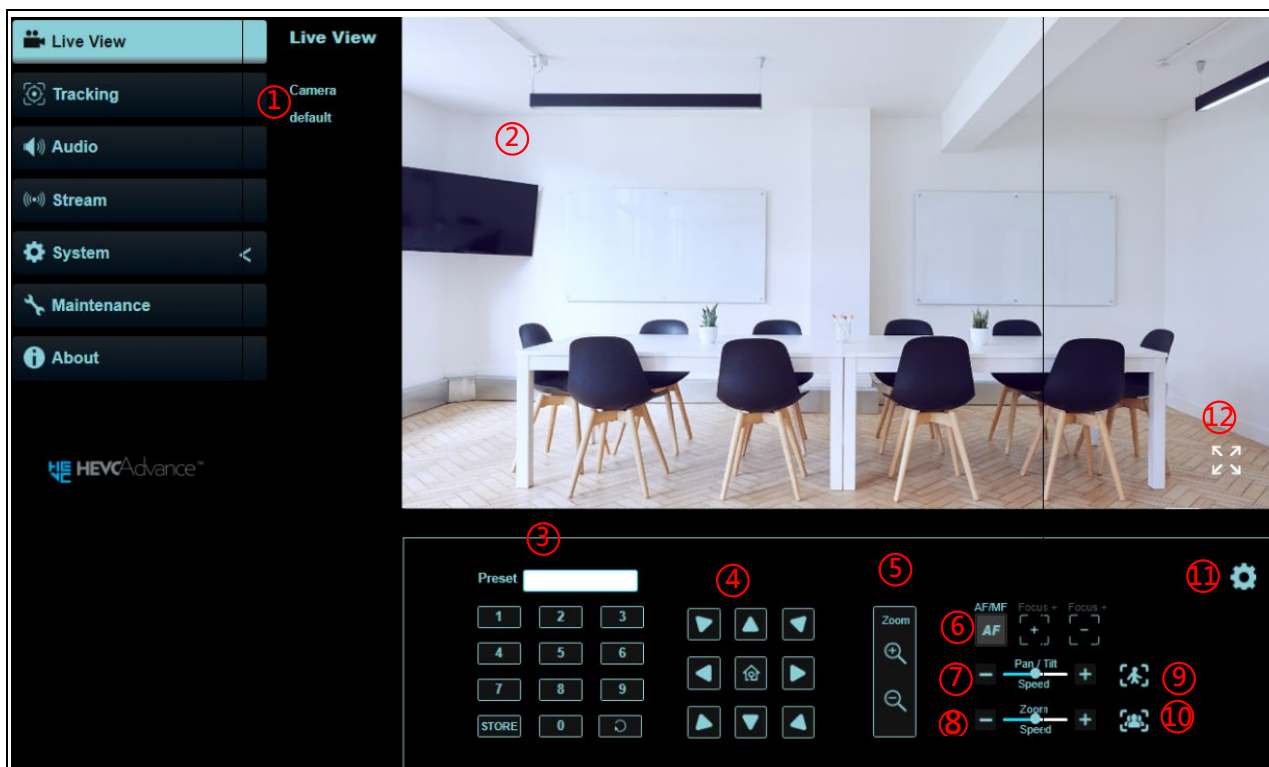 Live View
Tracking
Audio
Stream
System
<
Maintenance
About
HEVCAdvance™
Live View
① Camera
default
②
⑫
③
Preset
1 2 3
4 5 6
7 8 9
STORE 0
④
⑤
Zoom
⑪
AF/MF Focus + Focus +
⑥ AF + -
⑦ - Pan / Tilt + ⑨
Speed
⑧ - Zoom + ⑩
Speed